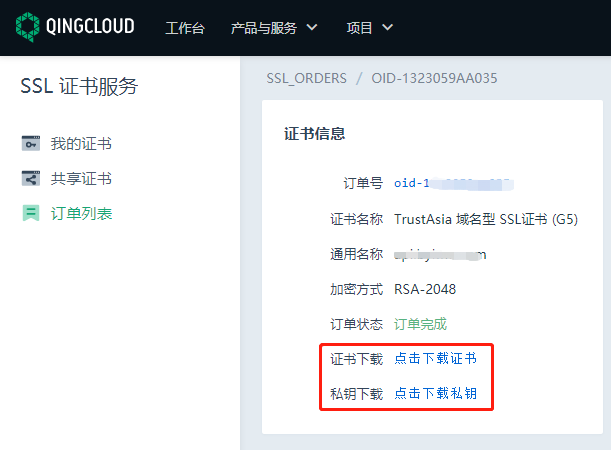 QINGCLOUD 工作台 产品与服务 项目
SSL 证书服务
我的证书
共享证书
订单列表
SSL_ORDERS / OID-1323059AA035
证书信息
订单号 oid-1
证书名称 TrustAsia 域名型 SSL证书 (G5)
通用名称
加密方式 RSA-2048
订单状态 订单完成
证书下载 点击下载证书
私钥下载 点击下载私钥